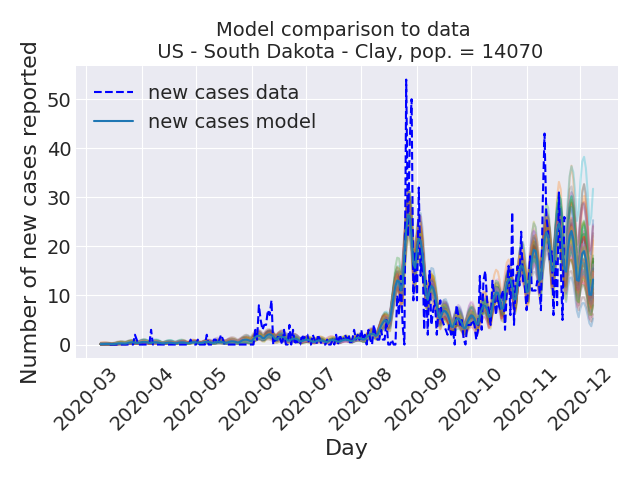 Model comparison to data
US - South Dakota - Clay, pop. = 14070
new cases data
new cases model
Number of new cases reported
50
40
30
20
10
0
2020-03
2020-04
2020-05
2020-06
2020-07
2020-08
2020-09
2020-10
2020-11
2020-12
Day